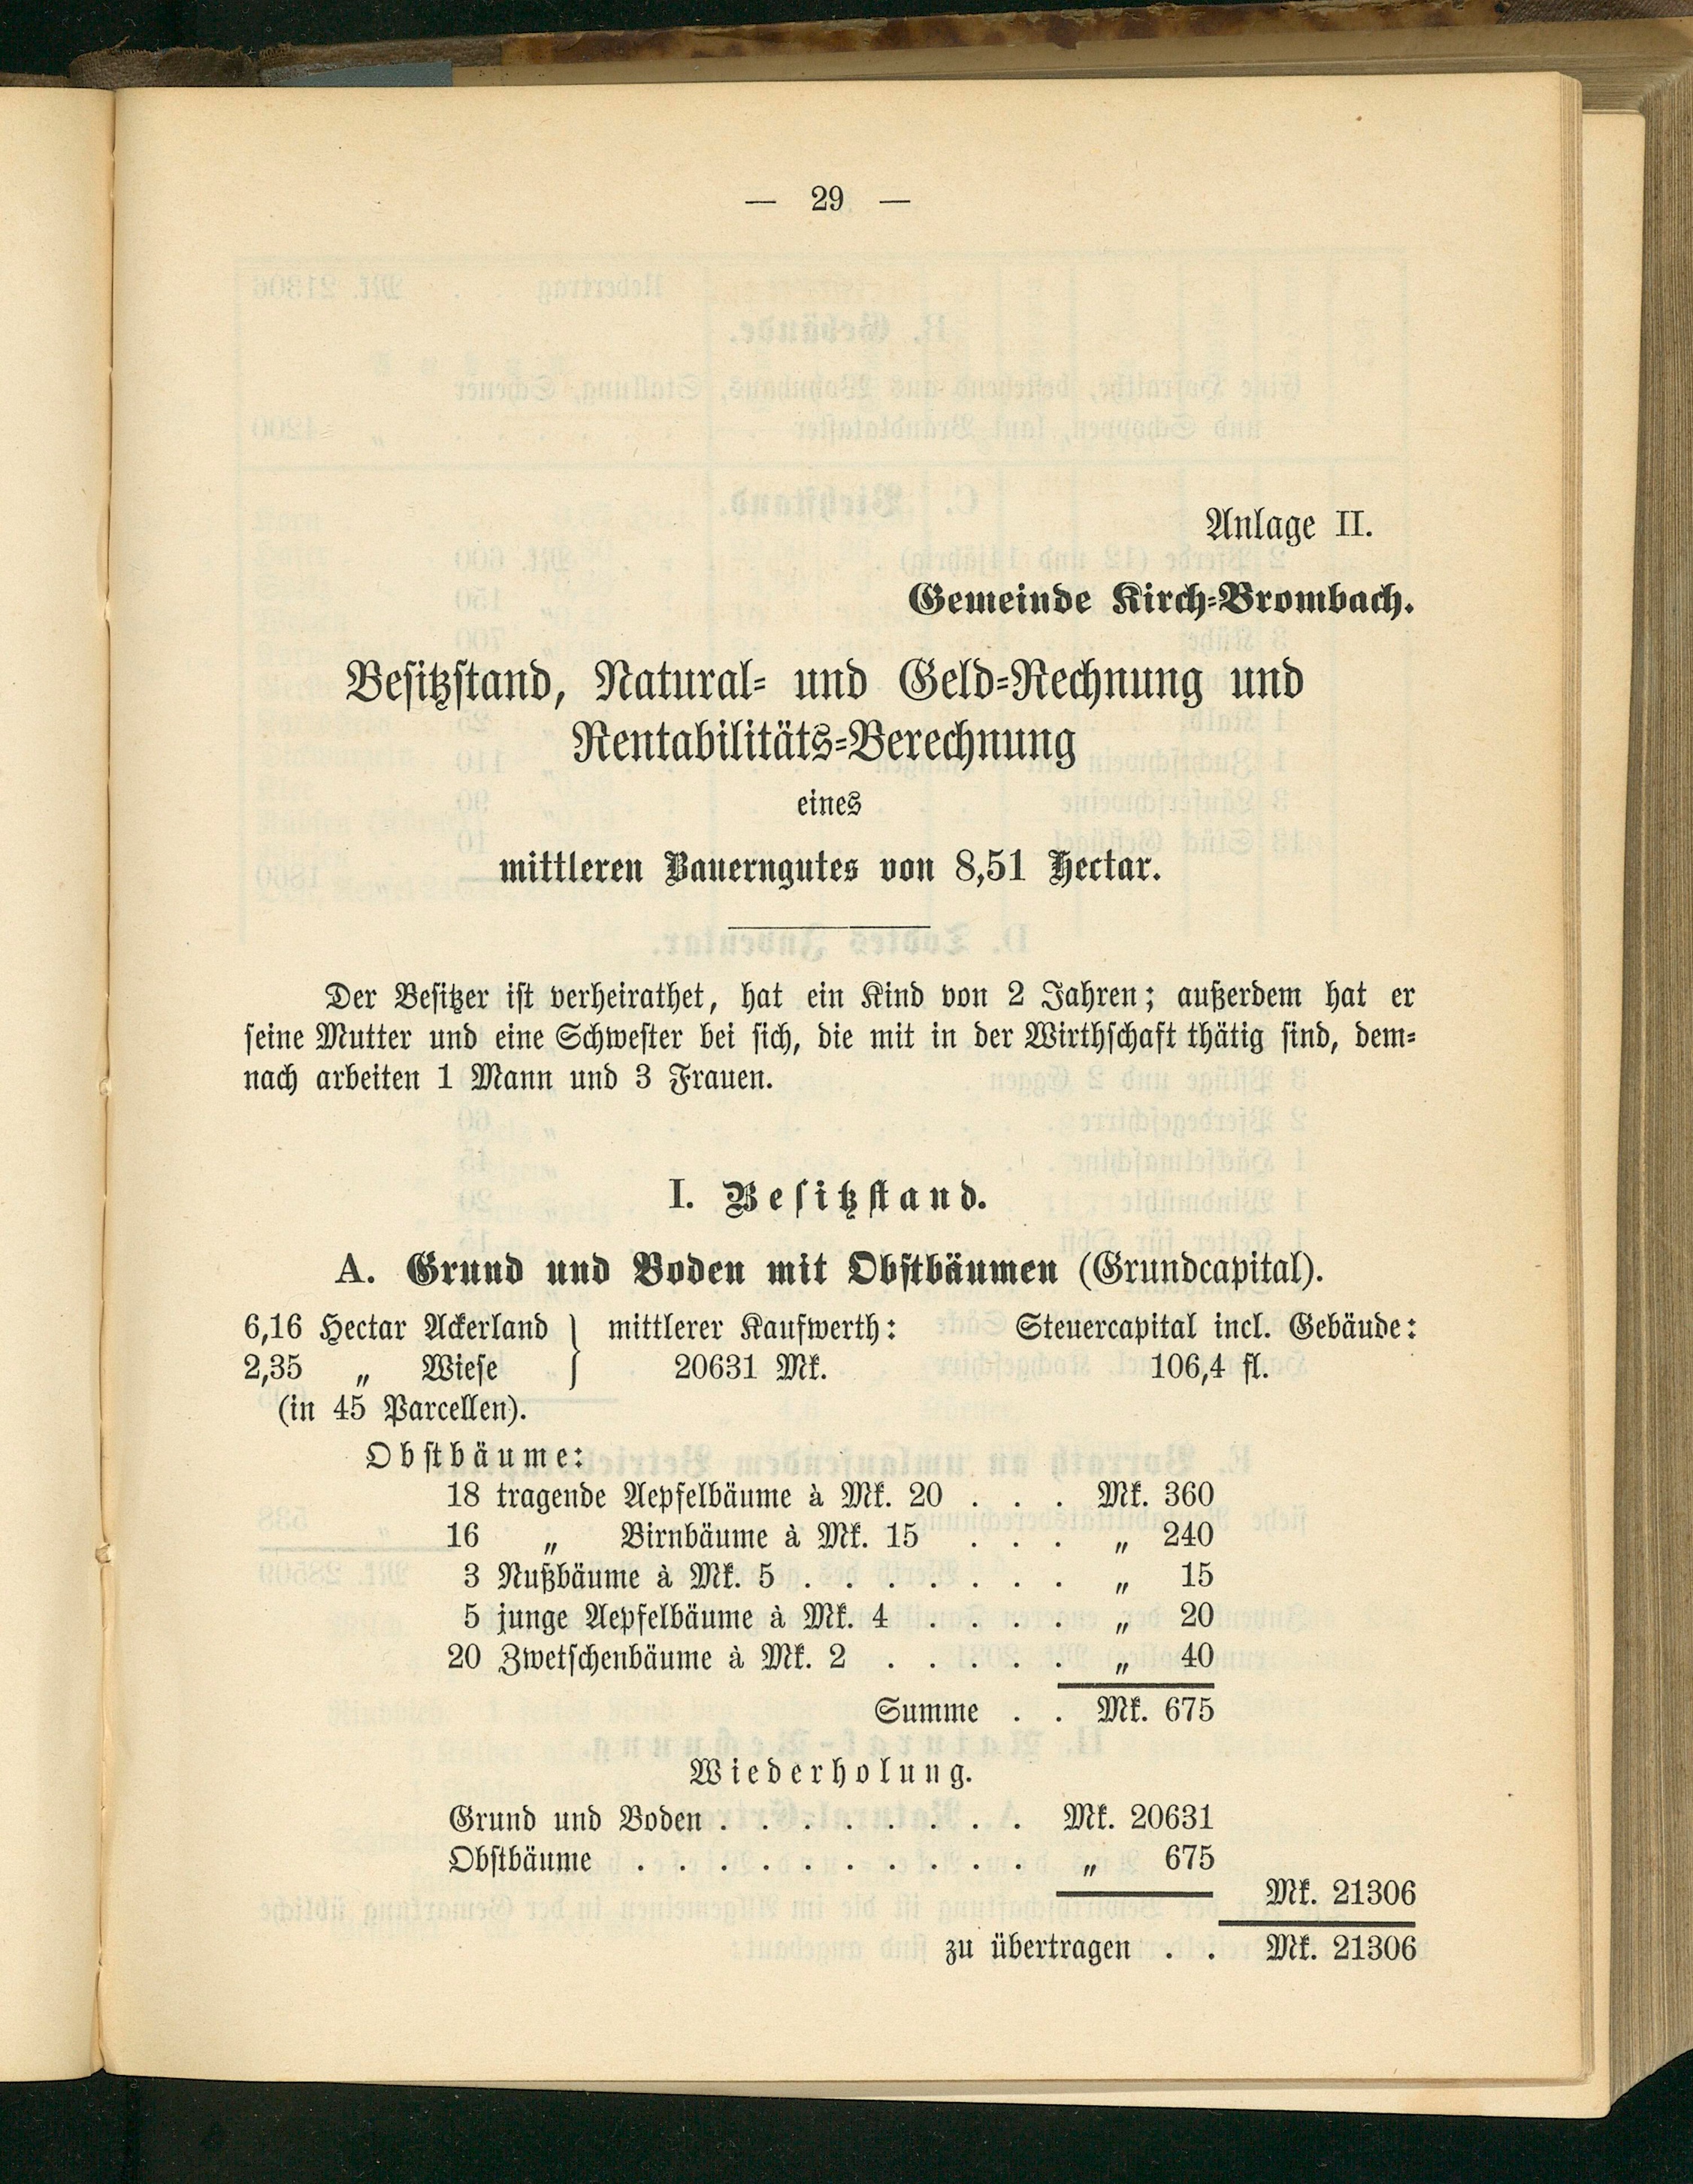 — 29 —
Anlage II.
Gemeinde Kirch-Brombach.
Besitzstand, Natural- und Geld-Rechnung und
Rentabilitäts-Berechnung
eines
mittleren Bauerngutes von 8,51 Hectar.
Der Besitzer ist verheirathet, hat ein Kind von 2 Jahren; außerdem hat er
seine Mutter und eine Schwester bei sich, die mit in der Wirthschaft thätig sind, dem-
nach arbeiten 1 Mann und 3 Frauen.
I. Besitzstand.
A. Grund und Boden mit Obstbäumen (Grundcapital).
6,16 Hectar Ackerland } mittlerer Kaufwerth: Steuercapital incl. Gebäude:
2,35 „ Wiese } 20631 Mk. 106,4 fl.
(in 45 Parcellen).
Obstbäume:
18 tragende Aepfelbäume à Mk. 20 . . . Mk. 360
16 „ Birnbäume à Mk. 15 . . . „ 240
3 Nußbäume à Mk. 5 . . . . . . . „ 15
5 junge Aepfelbäume à Mk. 4 . . . . „ 20
20 Zwetschenbäume à Mk. 2 . . . . . „ 40
Summe . . Mk. 675
Wiederholung.
Grund und Boden . . . . . . . . Mk. 20631
Obstbäume . . . . . . . . . . „ 675
Mk. 21306
zu übertragen . . Mk. 21306